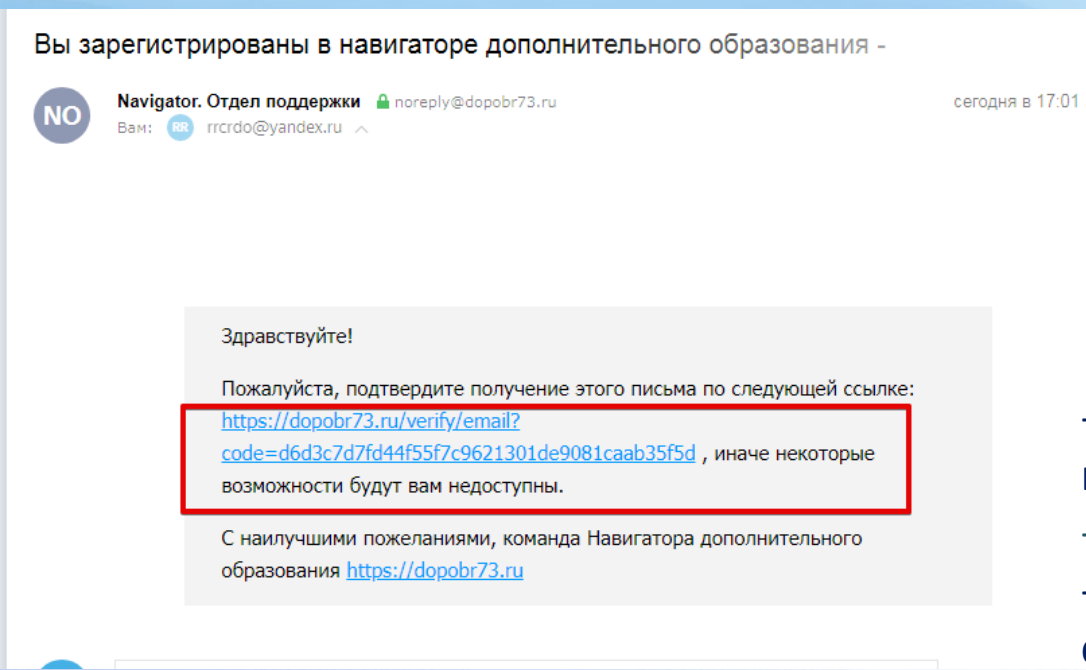 Вы зарегистрированы в навигаторе дополнительного образования -
NO
Navigator. Отдел поддержки noreply@dopobr73.ru
сегодня в 17:01
Вам: RR rrcrdo@yandex.ru
Здравствуйте!
Пожалуйста, подтвердите получение этого письма по следующей ссылке:
https://dopobr73.ru/verify/email?
code=d6d3c7d7fd44f55f7c9621301de9081caab35f5d , иначе некоторые
возможности будут вам недоступны.
С наилучшими пожеланиями, команда Навигатора дополнительного
образования https://dopobr73.ru